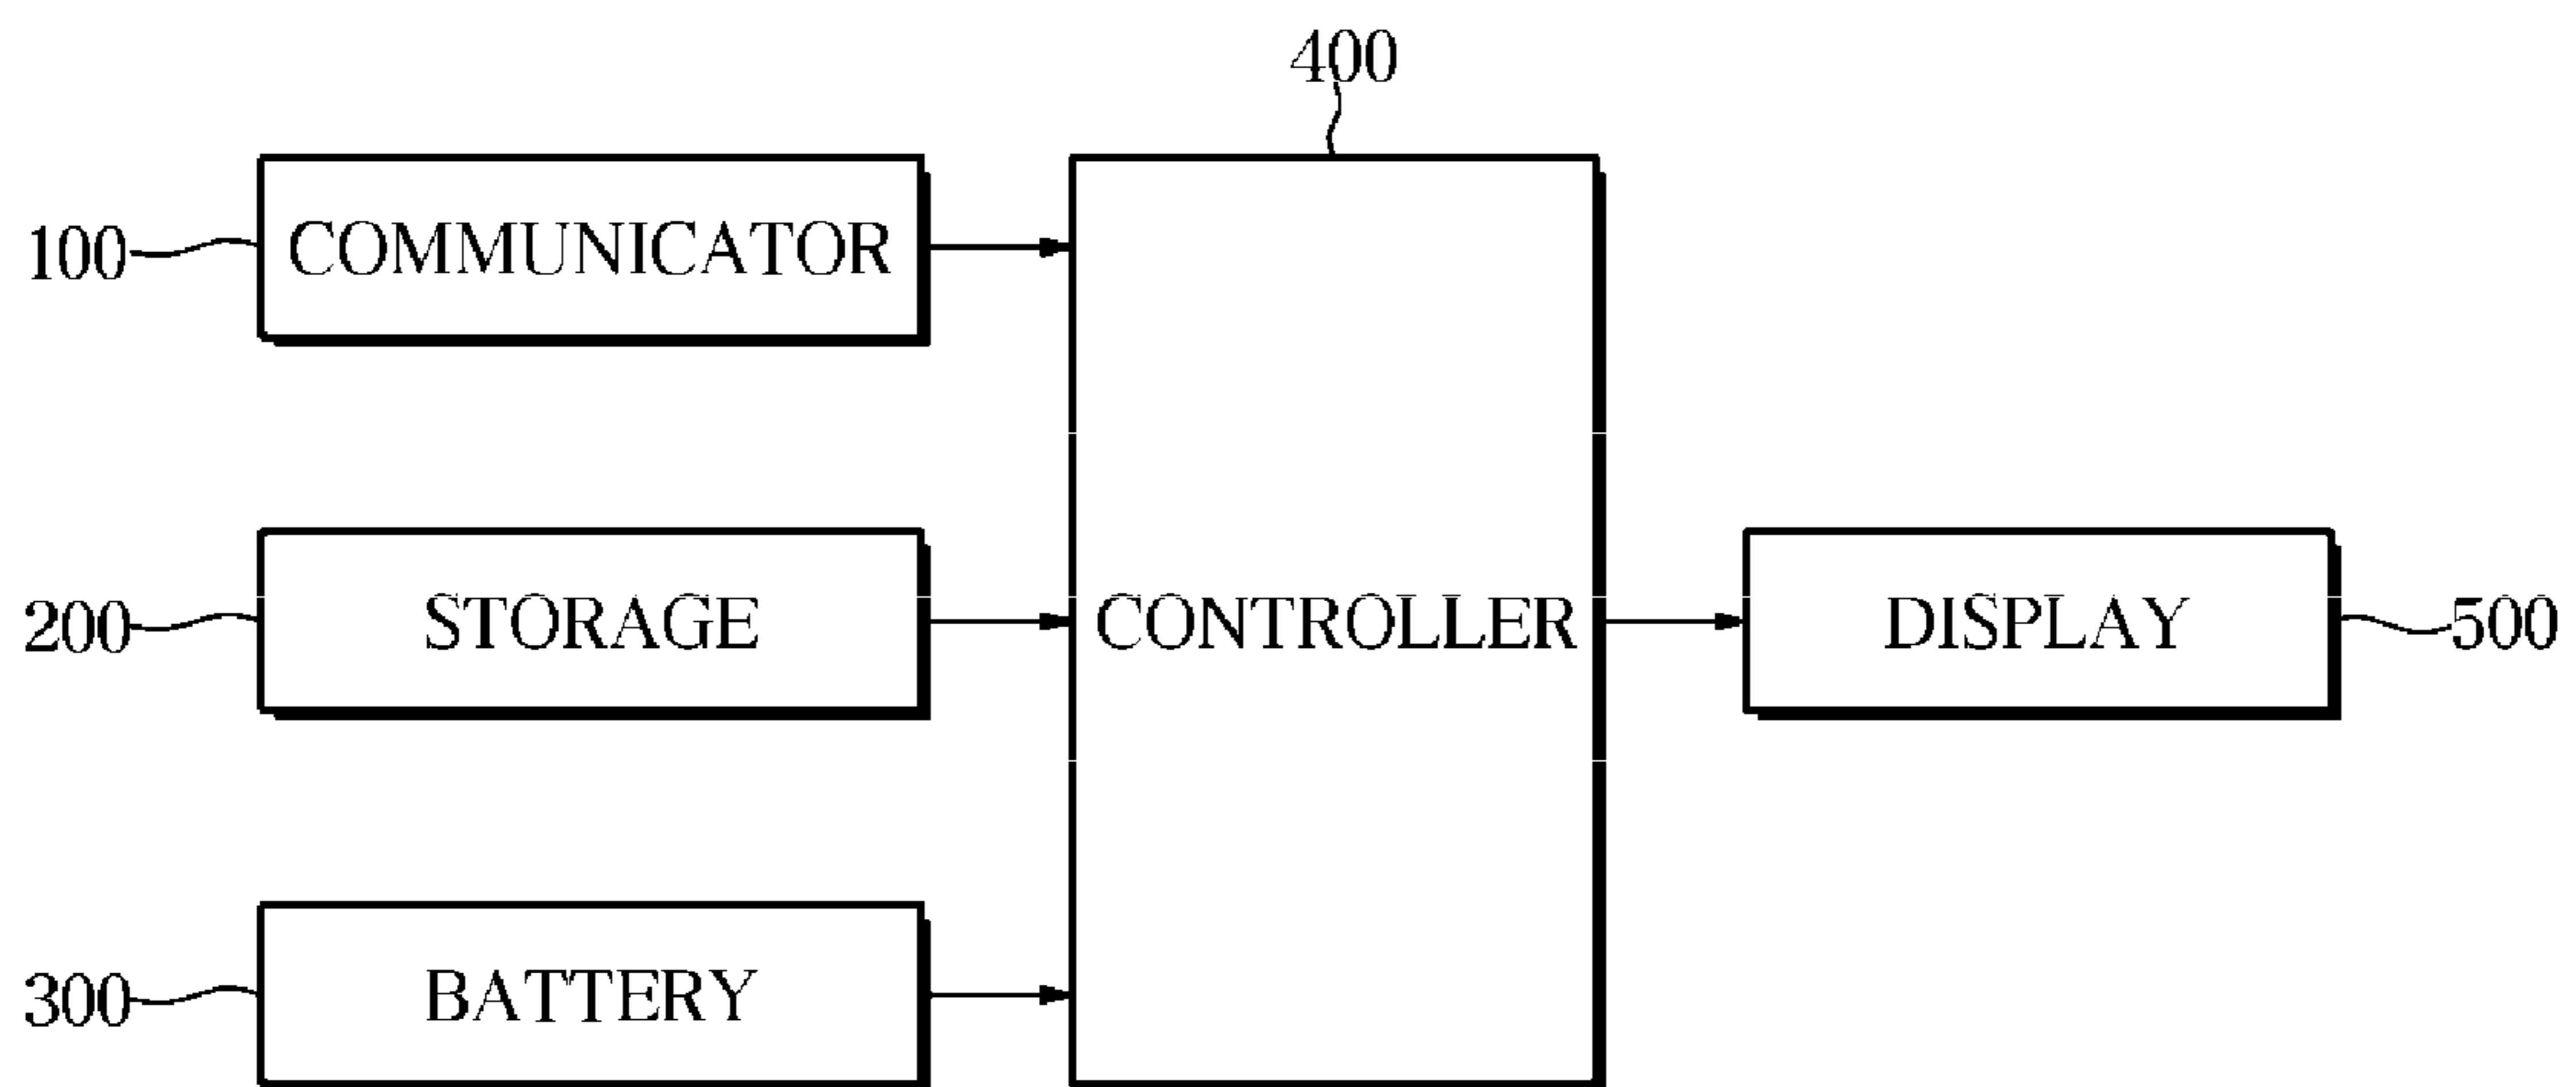 400
100 COMMUNICATOR
200 STORAGE CONTROLLER DISPLAY 500
300 BATTERY